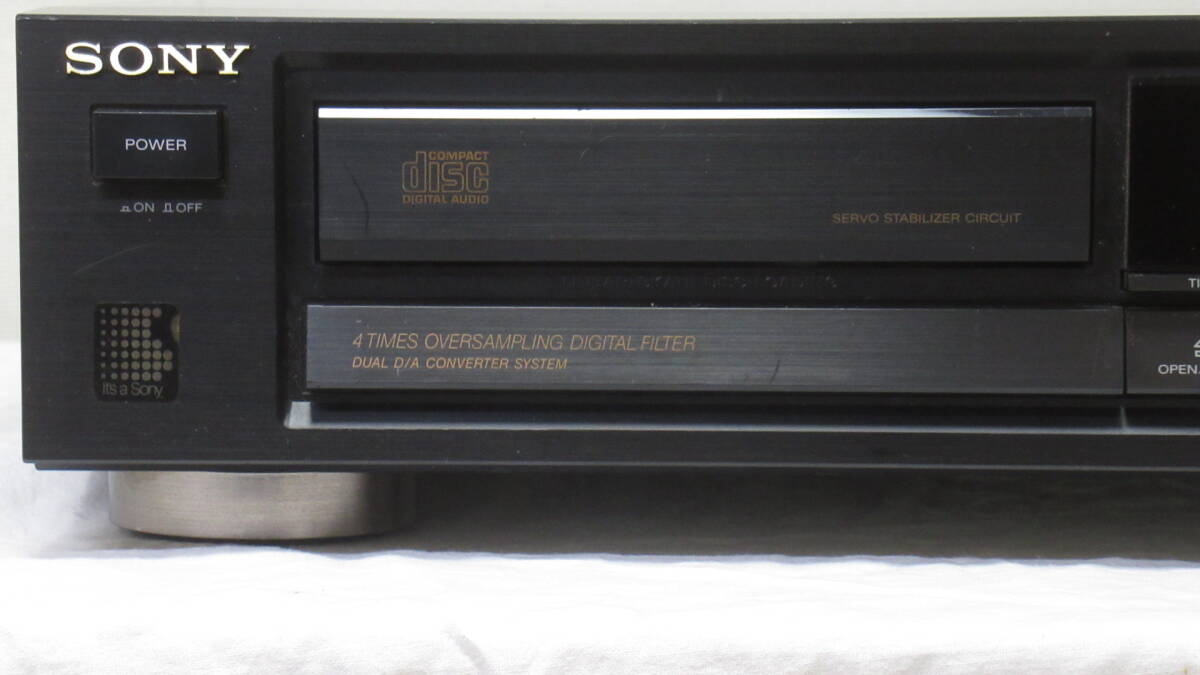 SONY
POWER
ON OFF
COMPACT
disc
DIGITAL AUDIO
SERVO STABILIZER CIRCUIT
4 TIMES OVERSAMPLING DIGITAL FILTER
DUAL D/A CONVERTER SYSTEM
OPEN
It's a Sony